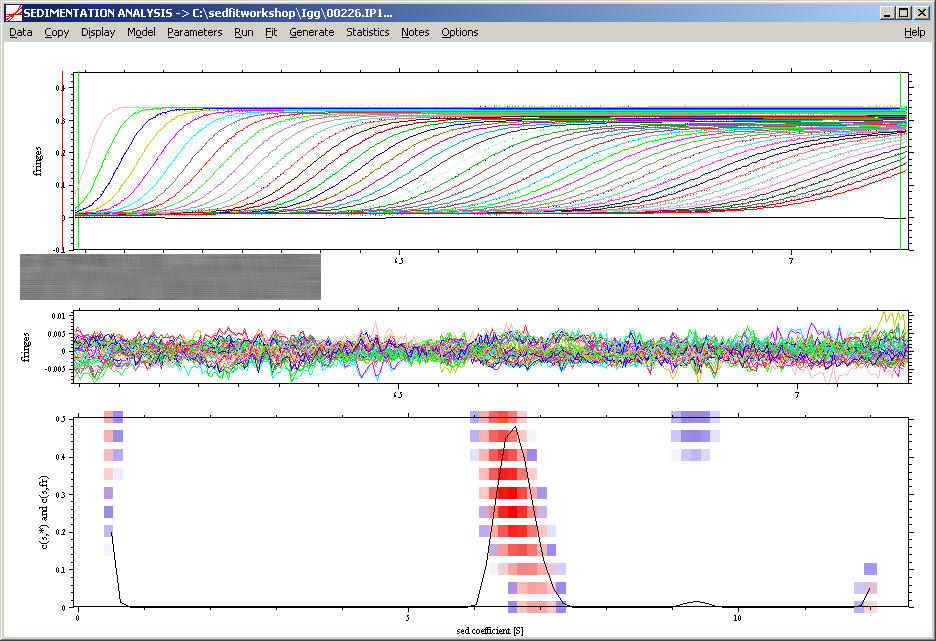 SEDIMENTATION ANALYSIS -> C:\sedfitworkshop\Igg\00226.IP1...
Data Copy Display Model Parameters Run Fit Generate Statistics Notes Options Help
0.4
0.3
fringes
0.2
0.1
0
-0.1
6.5 7
0.01
0.005
fringes
0
-0.005
6.5 7
0.5
0.4
0.3
c(s,*) and c(s,fr)
0.2
0.1
0
0 5 10
sed coefficient [S]